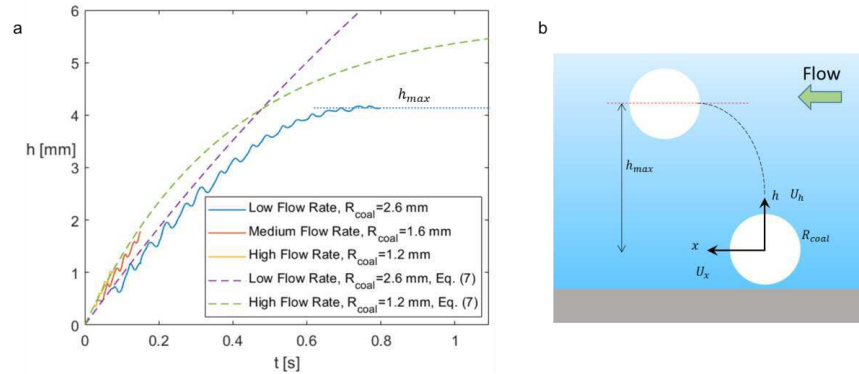 a
b
6
5
4
3
2
1
0
h [mm]
h_max
Low Flow Rate, R_coal=2.6 mm
Medium Flow Rate, R_coal=1.6 mm
High Flow Rate, R_coal=1.2 mm
Low Flow Rate, R_coal=2.6 mm, Eq. (7)
High Flow Rate, R_coal=1.2 mm, Eq. (7)
0 0.2 0.4 0.6 0.8 1
t [s]
Flow
h_max
h U_h
R_coal
x
U_x